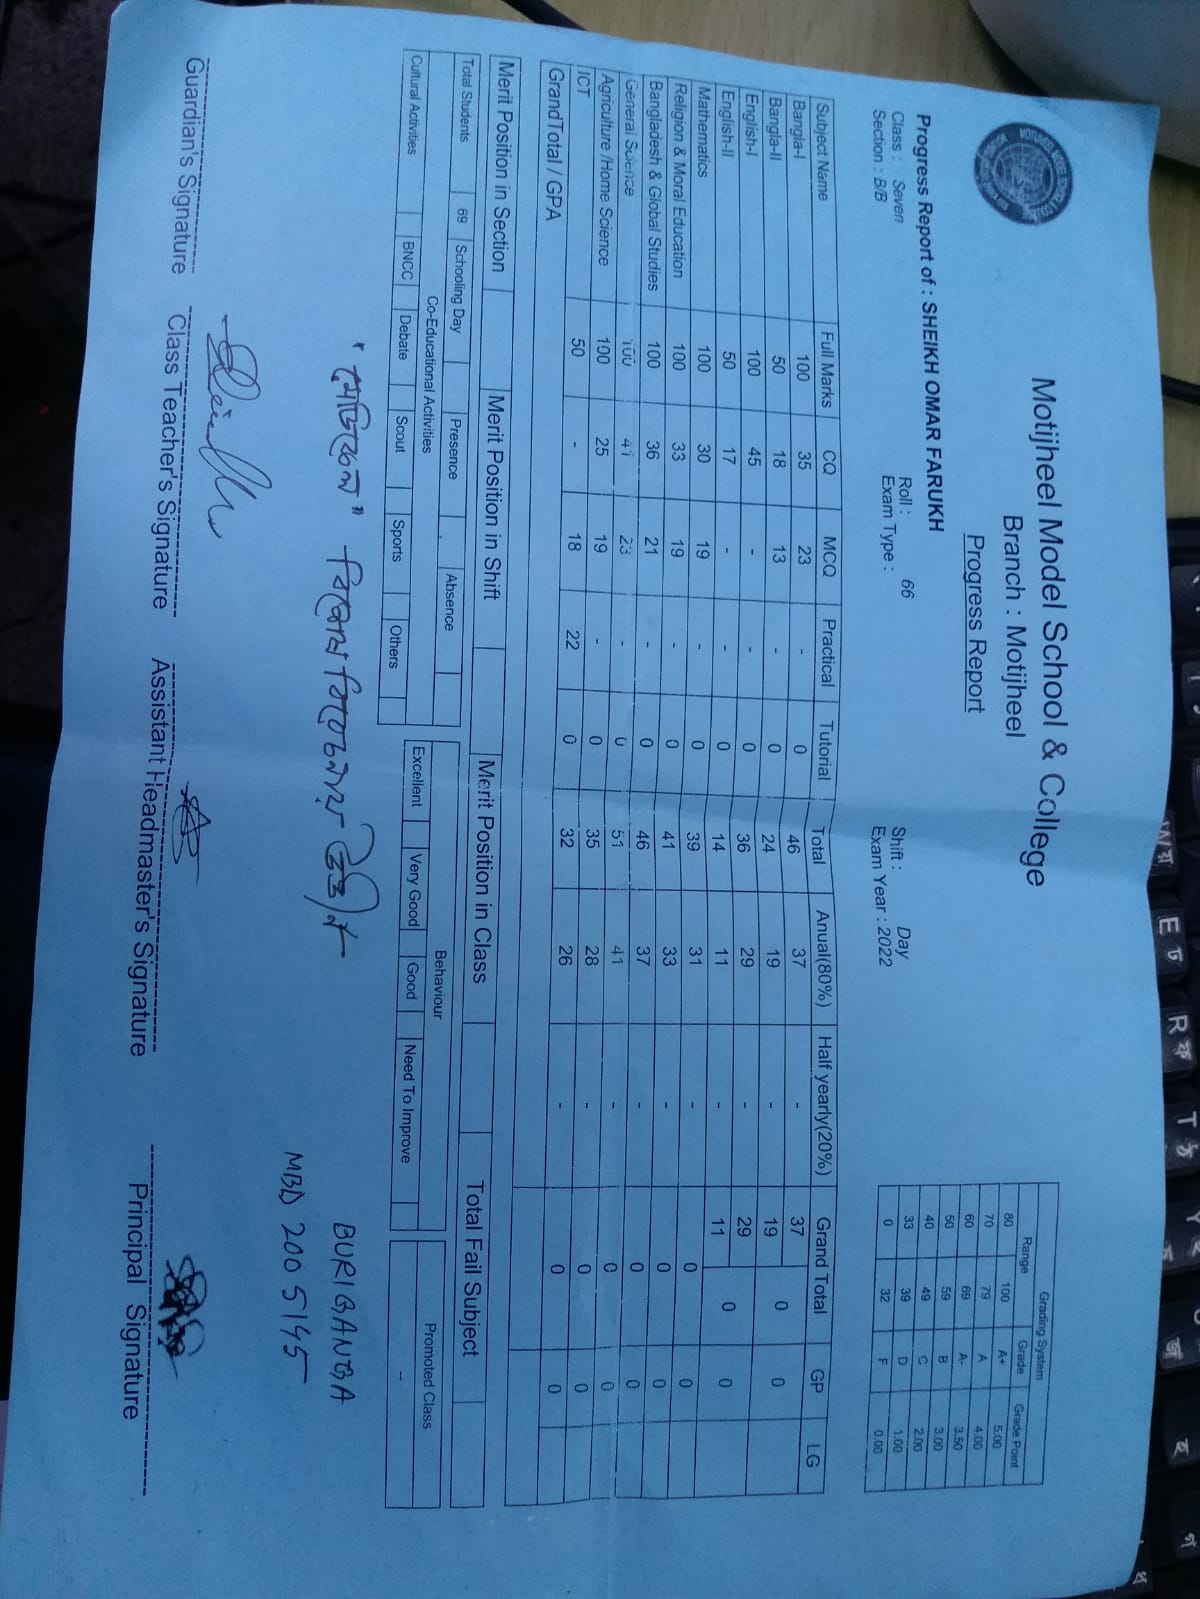 Motijheel Model School & College
Branch : Motijheel
Progress Report
Grading System
Range Grade Grade Point
80 100 A+ 5.00
70 79 A 4.00
60 69 A- 3.50
50 59 B 3.00
40 49 C 2.00
33 39 D 1.00
0 32 F 0.00
Progress Report of : SHEIKH OMAR FARUKH
Class : Seven Roll : 66 Shift : Day
Section : B/B Exam Type : Exam Year : 2022
Subject Name Full Marks CQ MCQ Practical Tutorial Total Anual(80%) Half yearly(20%) Grand Total GP LG
Bangla-I 100 35 23 - 0 46 37 - 37
Bangla-II 50 18 13 - 0 24 19 - 19 0 0
English-I 100 45 - - 0 36 29 - 29
English-II 50 17 - - 0 14 11 - 11 0 0
Mathematics 100 30 19 - 0 39 31 - 0 0
Religion & Moral Education 100 33 19 - 0 41 33 - 0 0
Bangladesh & Global Studies 100 36 21 - 0 46 37 - 0 0
General Science 100 41 23 - 0 51 41 - 0 0
Agriculture /Home Science 100 25 19 - 0 35 28 - 0 0
ICT 50 - 18 22 0 32 26 - 0 0
GrandTotal / GPA
Merit Position in Section Merit Position in Shift Merit Position in Class Total Fail Subject
Total Students 69 Schooling Day Presence Absence Behaviour Promoted Class
Co-Educational Activities Excellent Very Good Good Need To Improve -
Cultural Activities BNCC Debate Scout Sports Others
"মেডিকেল" বিশেষ বিবেচনায় উত্তীর্ণ
BURIGANGA
MBD 2005145
Guardian's Signature Class Teacher's Signature Assistant Headmaster's Signature Principal Signature